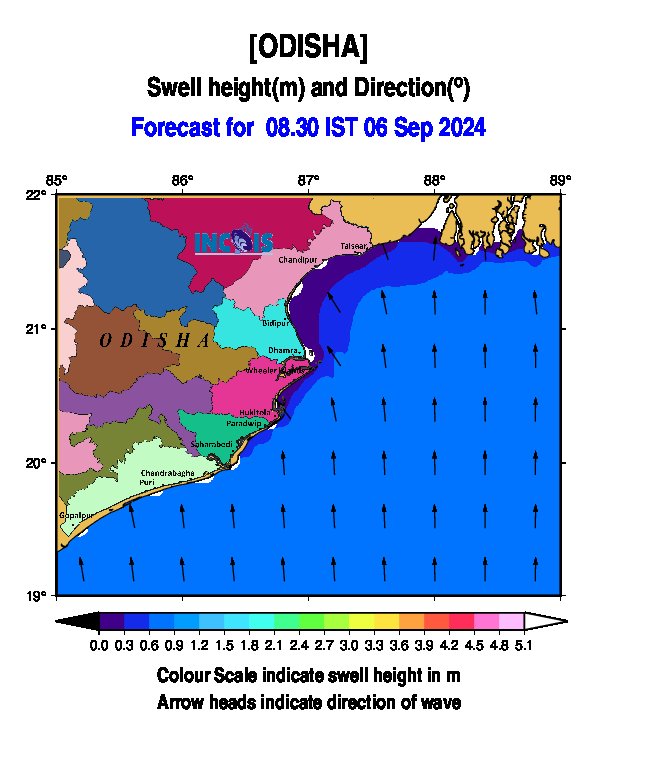 [ODISHA]
Swell height(m) and Direction(º)
Forecast for 08.30 IST 06 Sep 2024
85° 86° 87° 88° 89°
22°
INCOIS
Talsear
Chandipur
21°
Bidipur
ODISHA
Dhamra
Wheeler
Hukitola
Paradwip
Saharabedi
20°
Chandrabagha
Puri
Gopalpur
19°
0.0 0.3 0.6 0.9 1.2 1.5 1.8 2.1 2.4 2.7 3.0 3.3 3.6 3.9 4.2 4.5 4.8 5.1
Colour Scale indicate swell height in m
Arrow heads indicate direction of wave